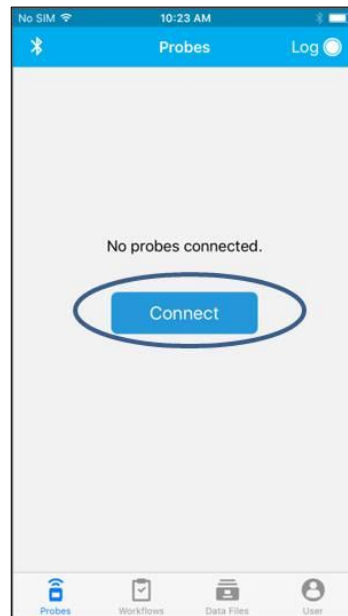 No SIM 10:23 AM
Probes Log
No probes connected.
Connect
Probes Workflows Data Files User